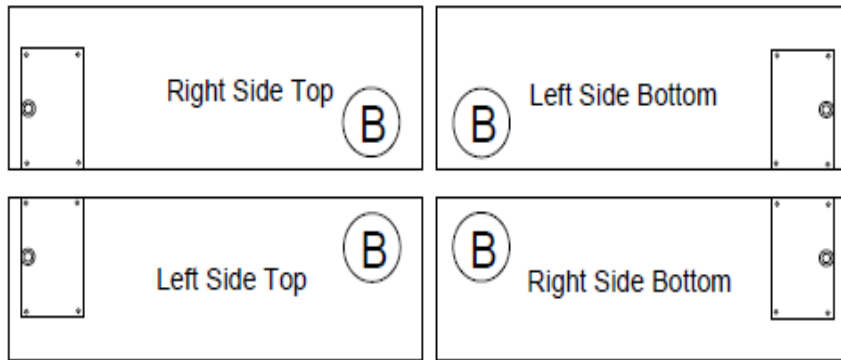 Right Side Top
B
B
Left Side Bottom
Left Side Top
B
B
Right Side Bottom